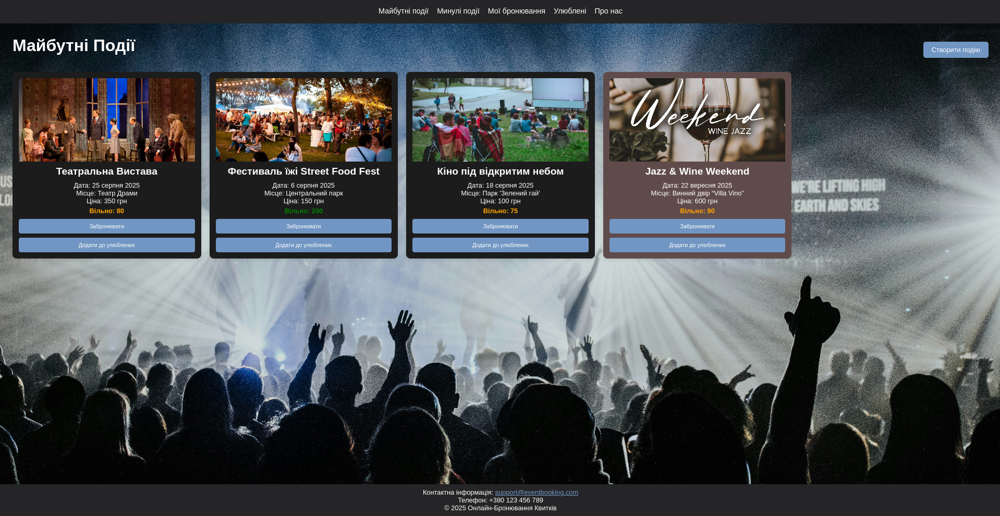 Майбутні події Минулі події Мої бронювання Улюблені Про нас
Майбутні Події
Створити подію
Театральна Вистава
Дата: 25 серпня 2025
Місце: Театр Драми
Ціна: 350 грн
Вільно: 80
Забронювати
Додати до улюблених
Фестиваль їжі Street Food Fest
Дата: 6 серпня 2025
Місце: Центральний парк
Ціна: 150 грн
Вільно: 200
Забронювати
Додати до улюблених
Кіно під відкритим небом
Дата: 18 серпня 2025
Місце: Парк 'Зелений гай'
Ціна: 100 грн
Вільно: 75
Забронювати
Додати до улюблених
Weekend
WINE JAZZ
Jazz & Wine Weekend
Дата: 22 вересня 2025
Місце: Винний двір “Villa Vino”
Ціна: 600 грн
Вільно: 90
Забронювати
Додати до улюблених
US
WE'RE LIFTING HIGH
EARTH AND SKIES
Контактна інформація: support@eventbooking.com
Телефон: +380 123 456 789
© 2025 Онлайн-Бронювання Квитків